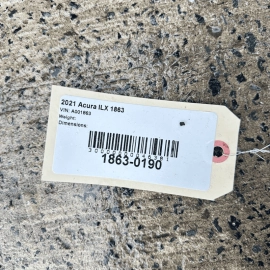 2021 Acura ILX 1863
VIN: A001863
Weight:
Dimensions:
1863-0190